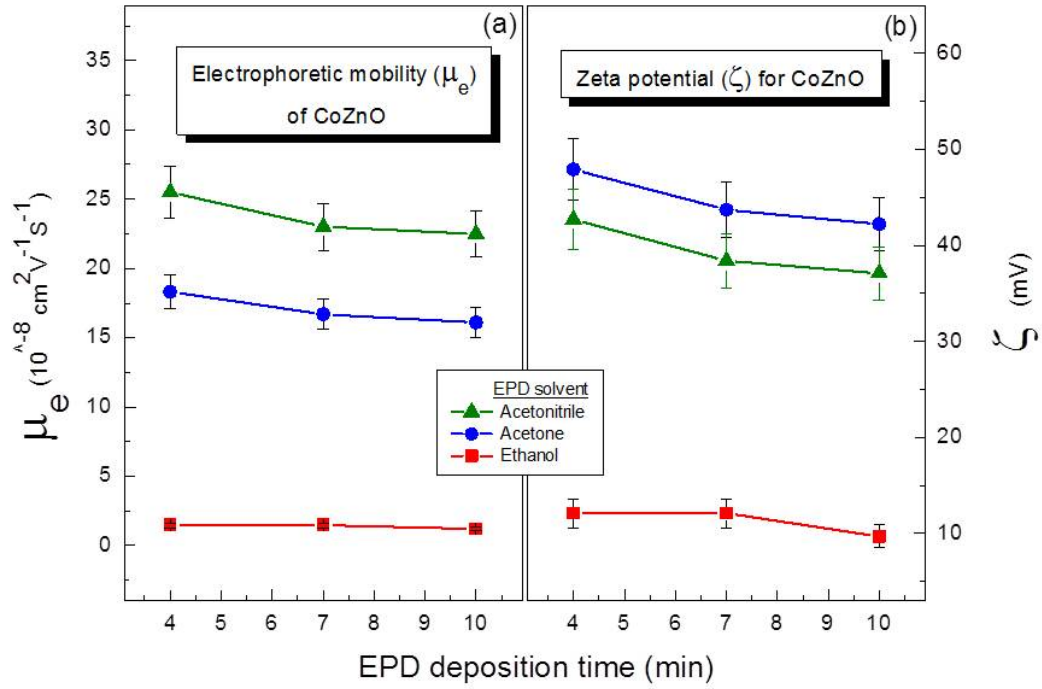 (a)
Electrophoretic mobility (μe)
of CoZnO
35
30
25
20
15
10
5
0
μe (10^-8 cm2V-1S-1)
4 5 6 7 8 9 10
(b)
Zeta potential (ζ) for CoZnO
60
50
40
30
20
10
ζ (mV)
4 5 6 7 8 9 10
EPD solvent
Acetonitrile
Acetone
Ethanol
EPD deposition time (min)